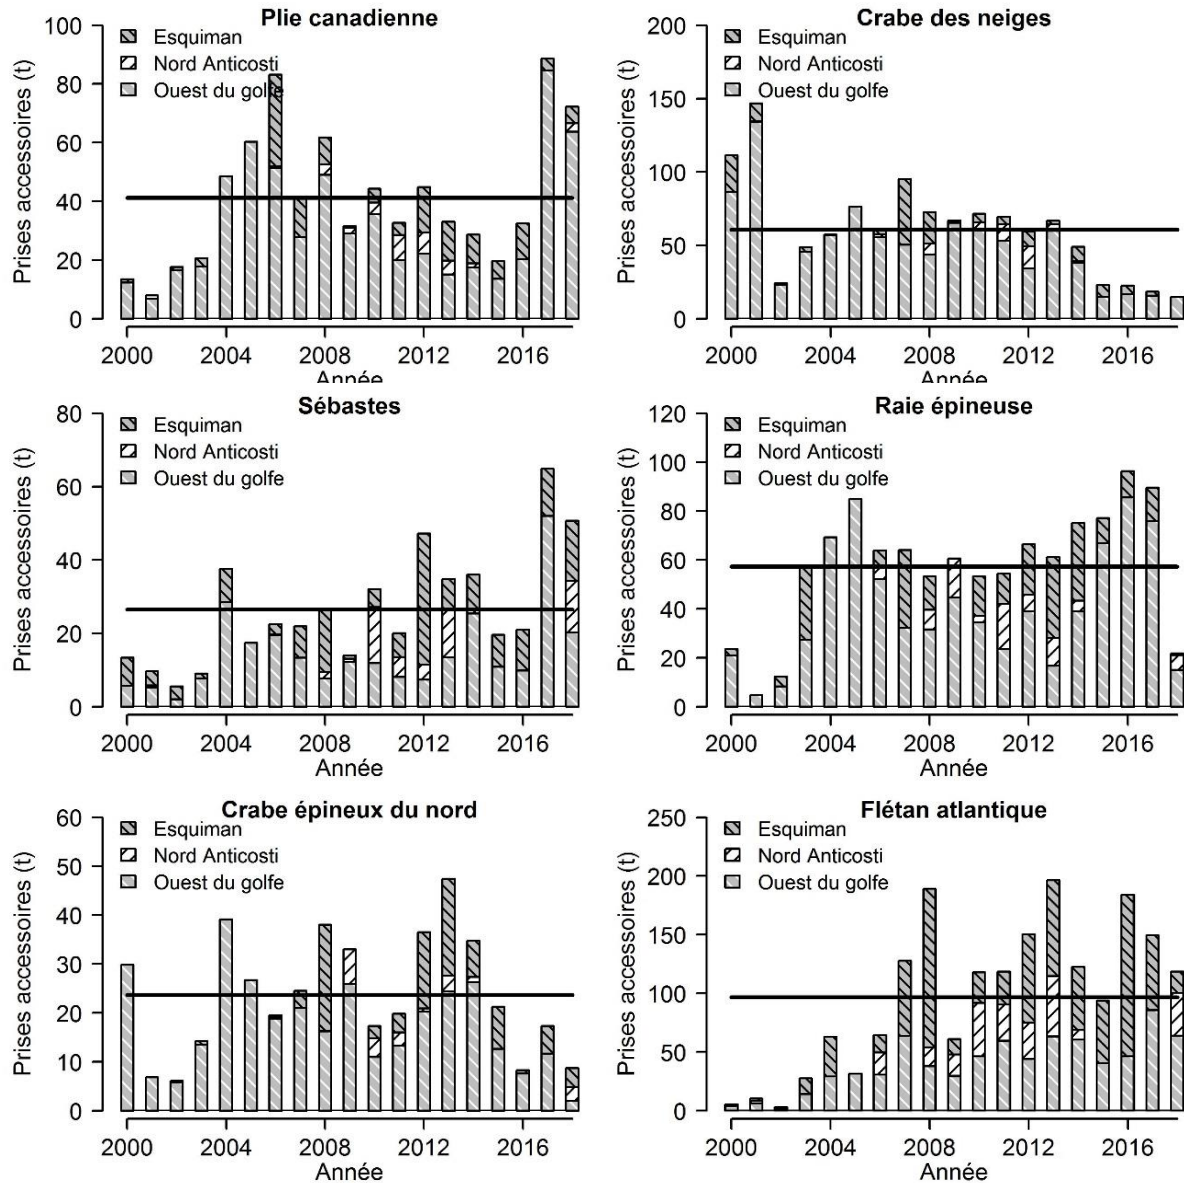 Plie canadienne
Prises accessoires (t)
100
80
60
40
20
0
Esquiman
Nord Anticosti
Ouest du golfe
2000 2004 2008 2012 2016
Année
Crabe des neiges
Prises accessoires (t)
200
150
100
50
0
Esquiman
Nord Anticosti
Ouest du golfe
2000 2004 2008 2012 2016
Année
Sébastes
Prises accessoires (t)
80
60
40
20
0
Esquiman
Nord Anticosti
Ouest du golfe
2000 2004 2008 2012 2016
Année
Raie épineuse
Prises accessoires (t)
120
100
80
60
40
20
0
Esquiman
Nord Anticosti
Ouest du golfe
2000 2004 2008 2012 2016
Année
Crabe épineux du nord
Prises accessoires (t)
60
50
40
30
20
10
0
Esquiman
Nord Anticosti
Ouest du golfe
2000 2004 2008 2012 2016
Année
Flétan atlantique
Prises accessoires (t)
250
200
150
100
50
0
Esquiman
Nord Anticosti
Ouest du golfe
2000 2004 2008 2012 2016
Année